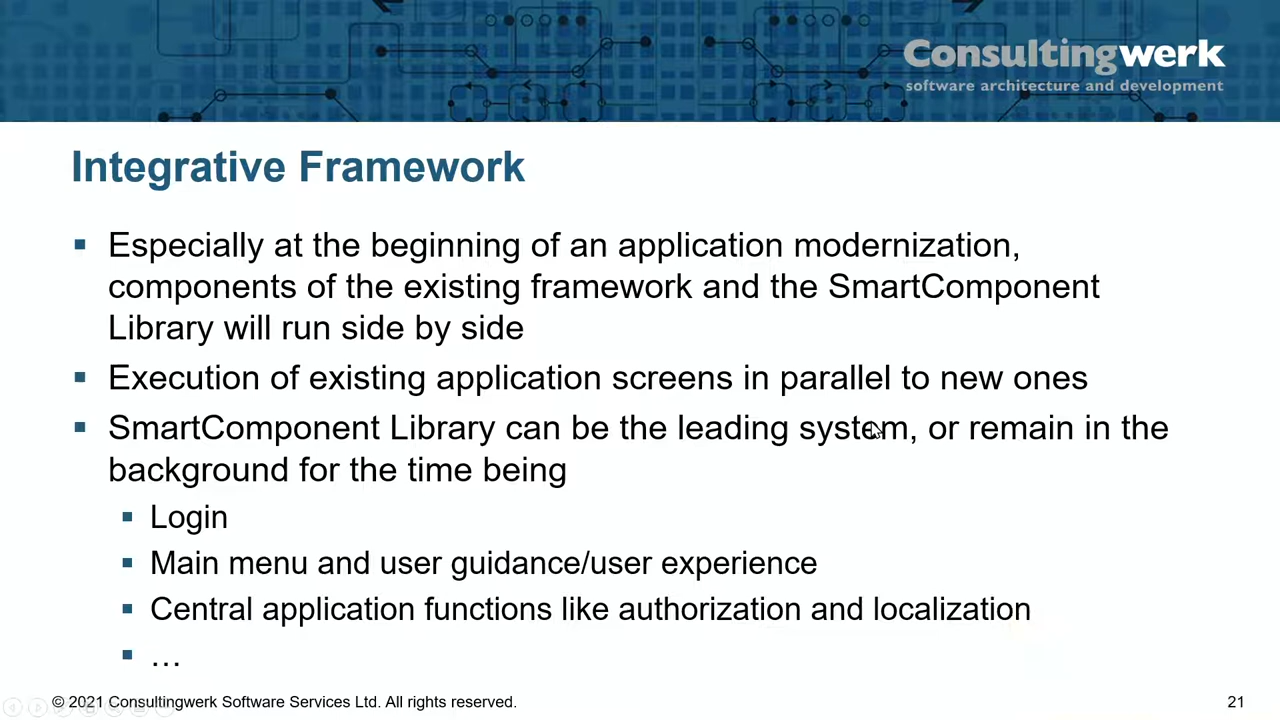 Consultingwerk
software architecture and development
Integrative Framework
▪ Especially at the beginning of an application modernization,
components of the existing framework and the SmartComponent
Library will run side by side
▪ Execution of existing application screens in parallel to new ones
▪ SmartComponent Library can be the leading system, or remain in the
background for the time being
▪ Login
▪ Main menu and user guidance/user experience
▪ Central application functions like authorization and localization
▪ …
© 2021 Consultingwerk Software Services Ltd. All rights reserved.
21